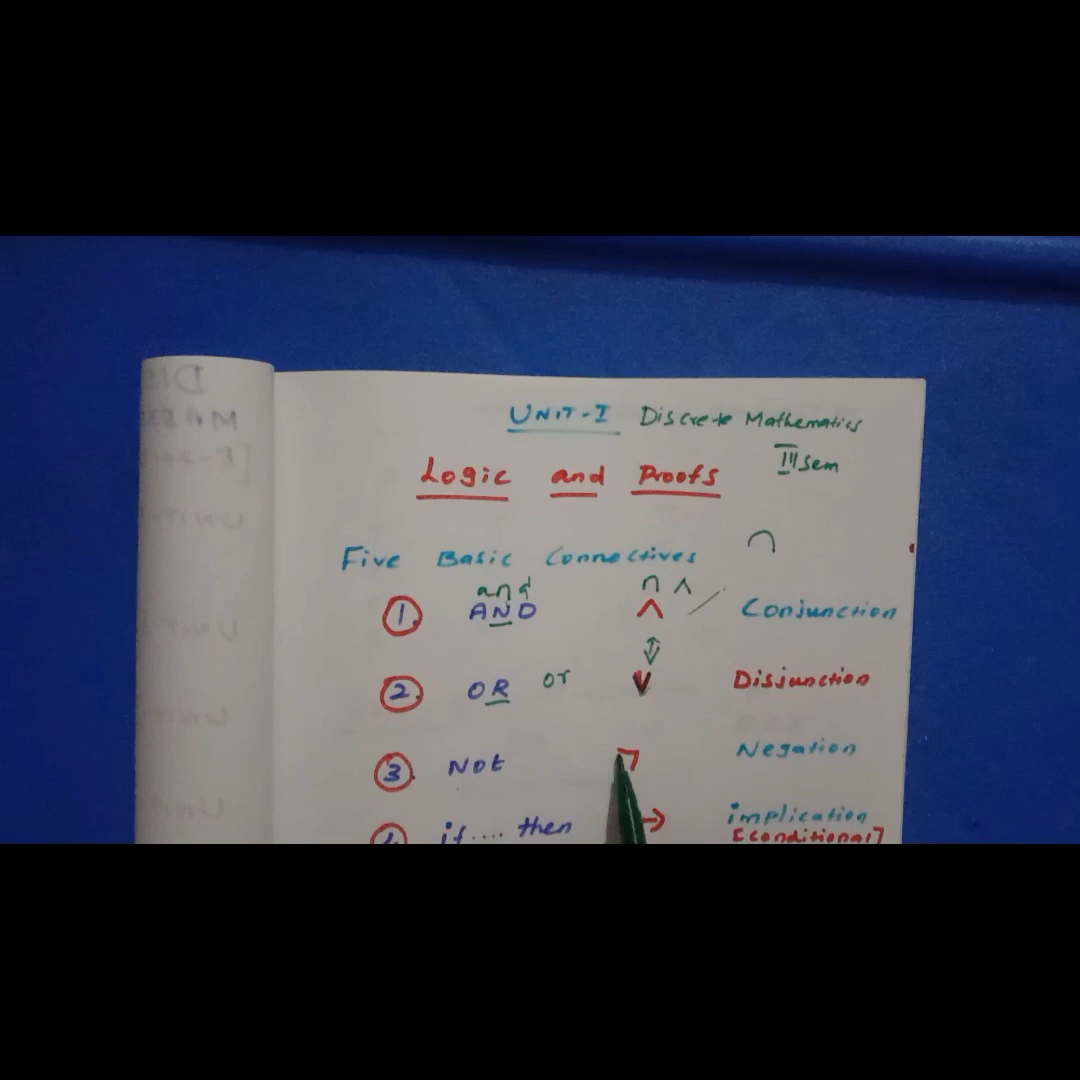 UNIT-I Discrete Mathematics
III sem
Logic and Proofs
Five Basic Connectives ∩
and ∩ ∧
1. AND ∧ Conjunction
↕
2. OR or ∨ Disjunction
3. Not ¬ Negation
4. if.... then → implication
[conditional]